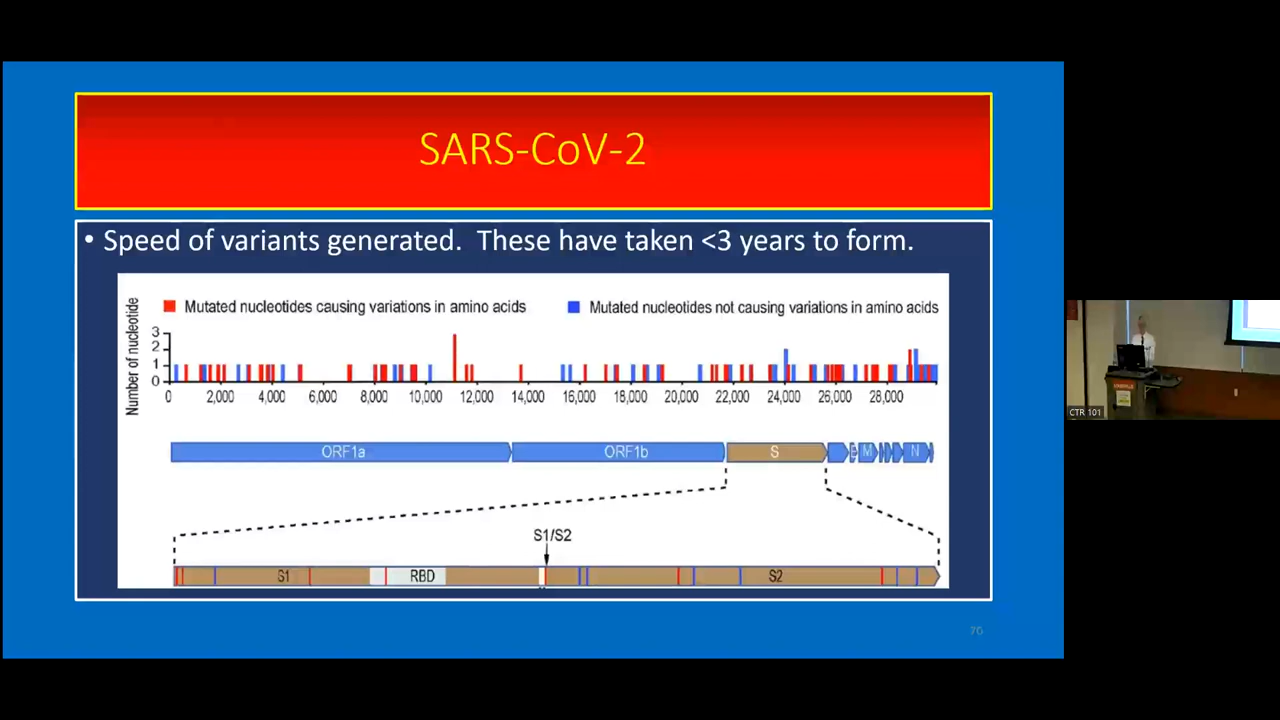 SARS-CoV-2
• Speed of variants generated.  These have taken <3 years to form.
Mutated nucleotides causing variations in amino acids
Mutated nucleotides not causing variations in amino acids
Number of nucleotide
3
2
1
0
0 2,000 4,000 6,000 8,000 10,000 12,000 14,000 16,000 18,000 20,000 22,000 24,000 26,000 28,000
ORF1a ORF1b S M N
S1/S2
S1 RBD S2
CTR 101
70